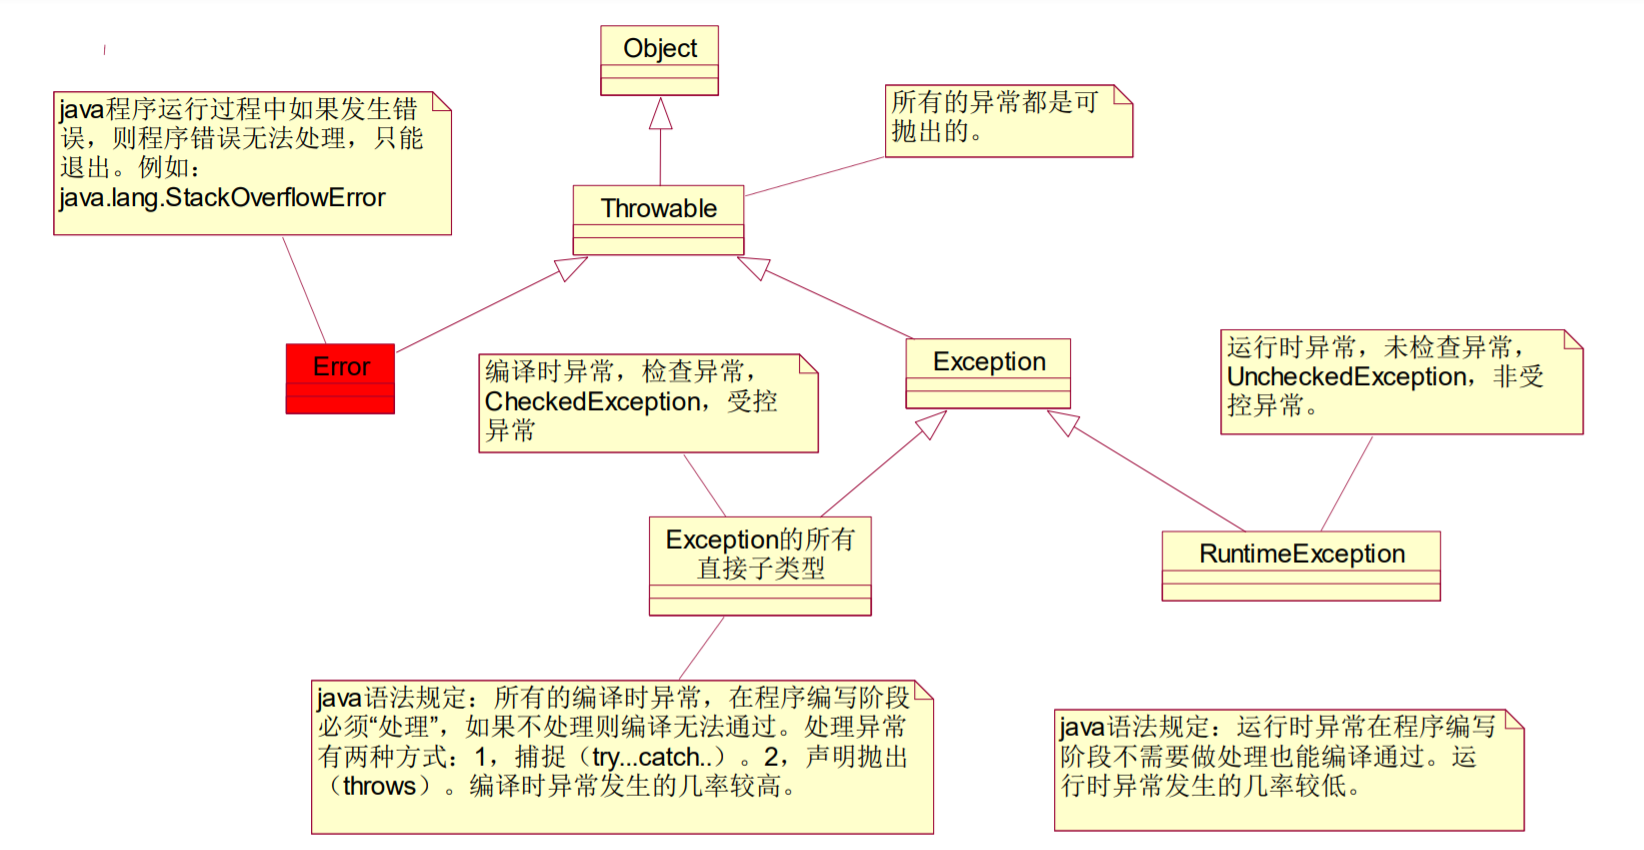 Object
java程序运行过程中如果发生错
误，则程序错误无法处理，只能
退出。例如：
java.lang.StackOverflowError
所有的异常都是可
抛出的。
Throwable
Error
编译时异常，检查异常，
CheckedException，受控
异常
Exception
运行时异常，未检查异常，
UncheckedException，非受
控异常。
Exception的所有
直接子类型
RuntimeException
java语法规定：所有的编译时异常，在程序编写阶段
必须“处理”，如果不处理则编译无法通过。处理异常
有两种方式：1，捕捉（try...catch..）。2，声明抛出
（throws）。编译时异常发生的几率较高。
java语法规定：运行时异常在程序编写
阶段不需要做处理也能编译通过。运
行时异常发生的几率较低。